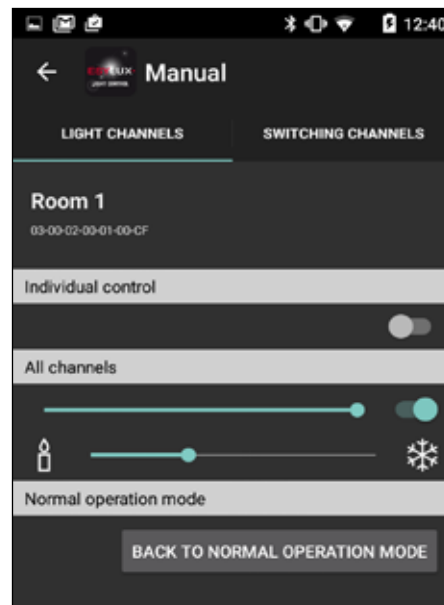 12:40
Manual
LIGHT CHANNELS SWITCHING CHANNELS
Room 1
03-00-02-00-01-00-CF
Individual control
All channels
Normal operation mode
BACK TO NORMAL OPERATION MODE